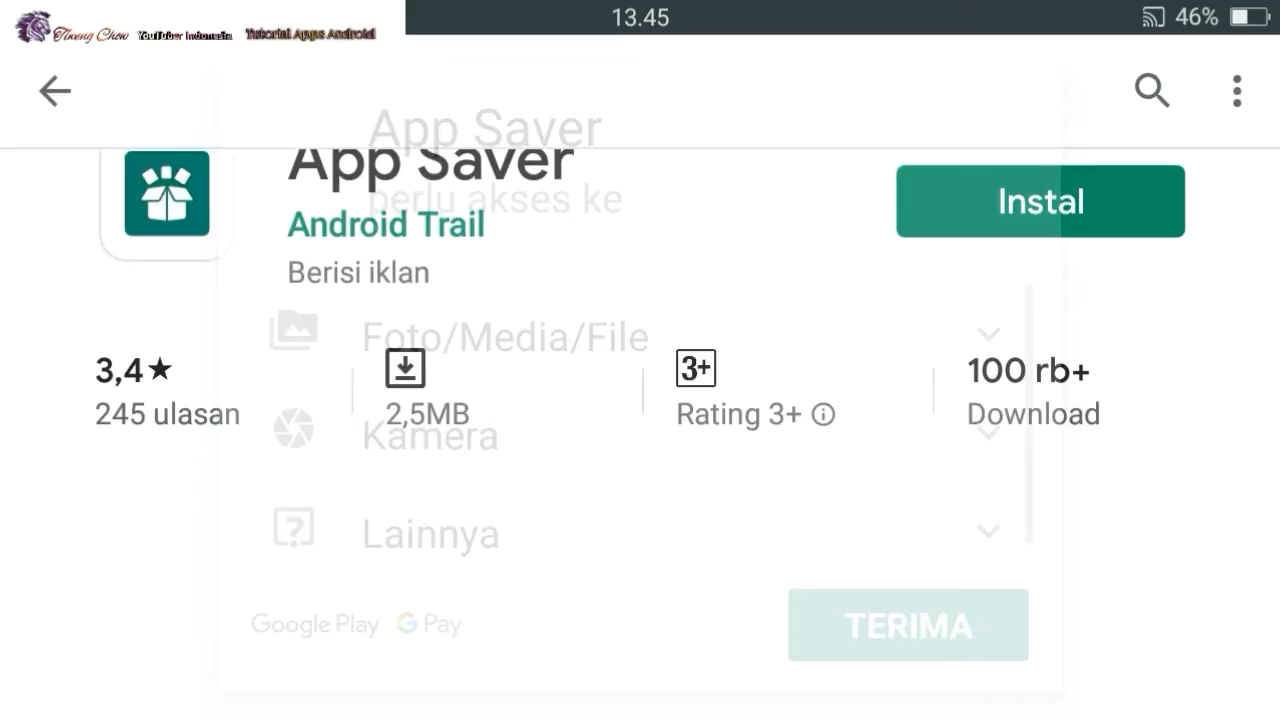 Tiweng Chow YouTuber Indonesia Tutorial Apps Android
13.45
46%
App Saver
perlu akses ke
App Saver
Android Trail
Berisi iklan
Instal
Foto/Media/File
3,4★
245 ulasan
2,5MB
3+
Rating 3+
100 rb+
Download
Kamera
Lainnya
Google Play G Pay
TERIMA